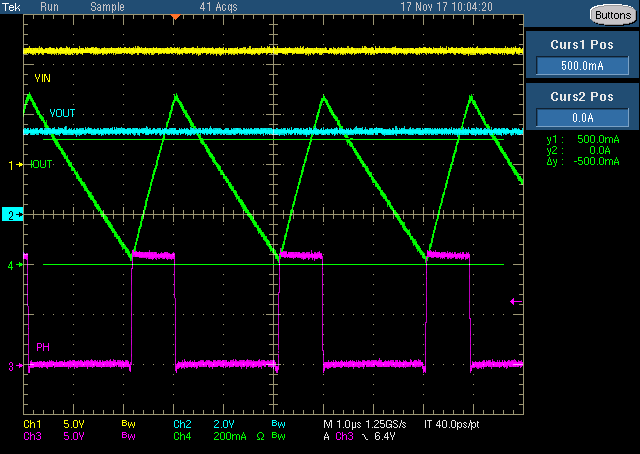 Tek Run Sample 41 Acqs 17 Nov 17 10:04:20
Buttons
Curs1 Pos
500.0mA
Curs2 Pos
0.0A
y1: 500.0mA
y2: 0.0A
Δy: -500.0mA
VIN
VOUT
1 IOUT
2
4
PH
3
Ch1 5.0V Bw Ch2 2.0V Bw M 1.0µs 1.25GS/s IT 40.0ps/pt
Ch3 5.0V Bw Ch4 200mA Ω Bw A Ch3 \ 6.4V